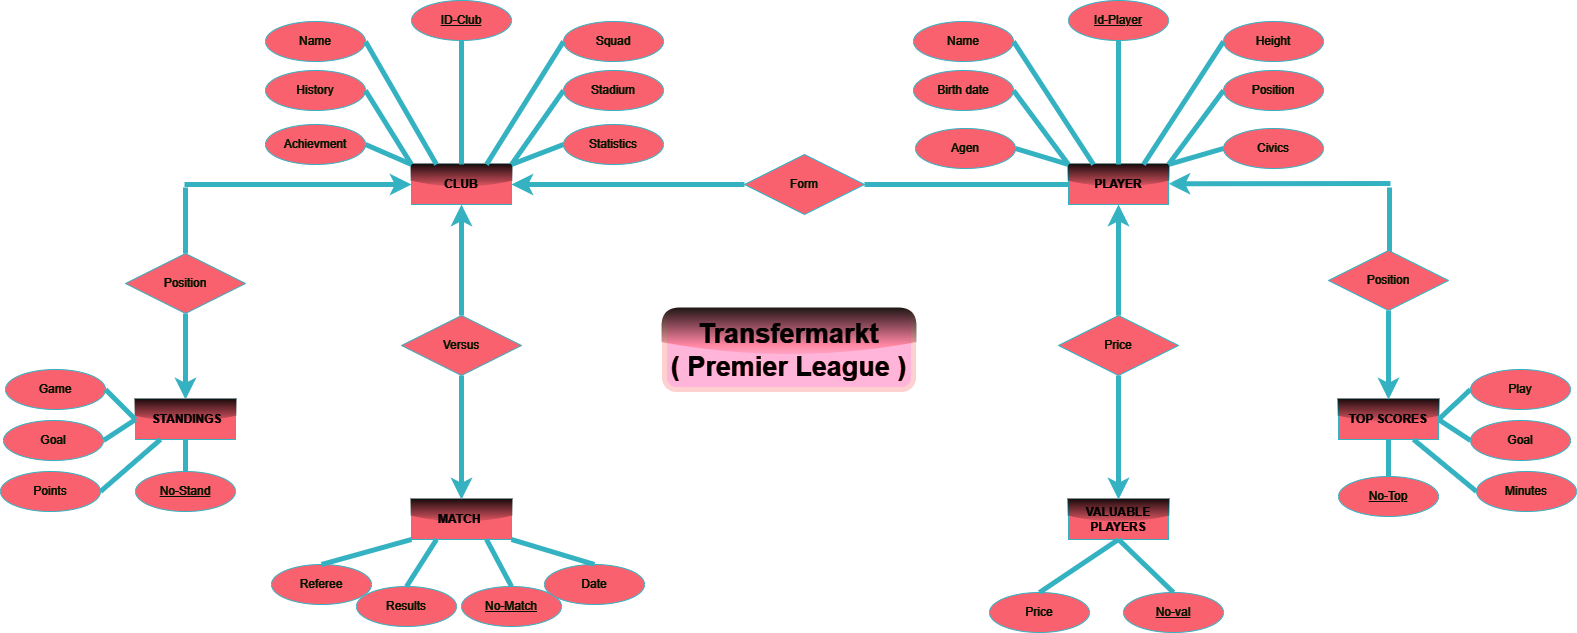 ID-Club
Name
Squad
History
Stadium
Achievment
Statistics
CLUB
Id-Player
Name
Height
Birth date
Position
Agen
Civics
PLAYER
Form
Position
Versus
Transfermarkt
( Premier League )
Price
Position
Game
Goal
Points
STANDINGS
No-Stand
MATCH
Referee
Results
No-Match
Date
VALUABLE
PLAYERS
Price
No-val
TOP SCORES
Play
Goal
Minutes
No-Top